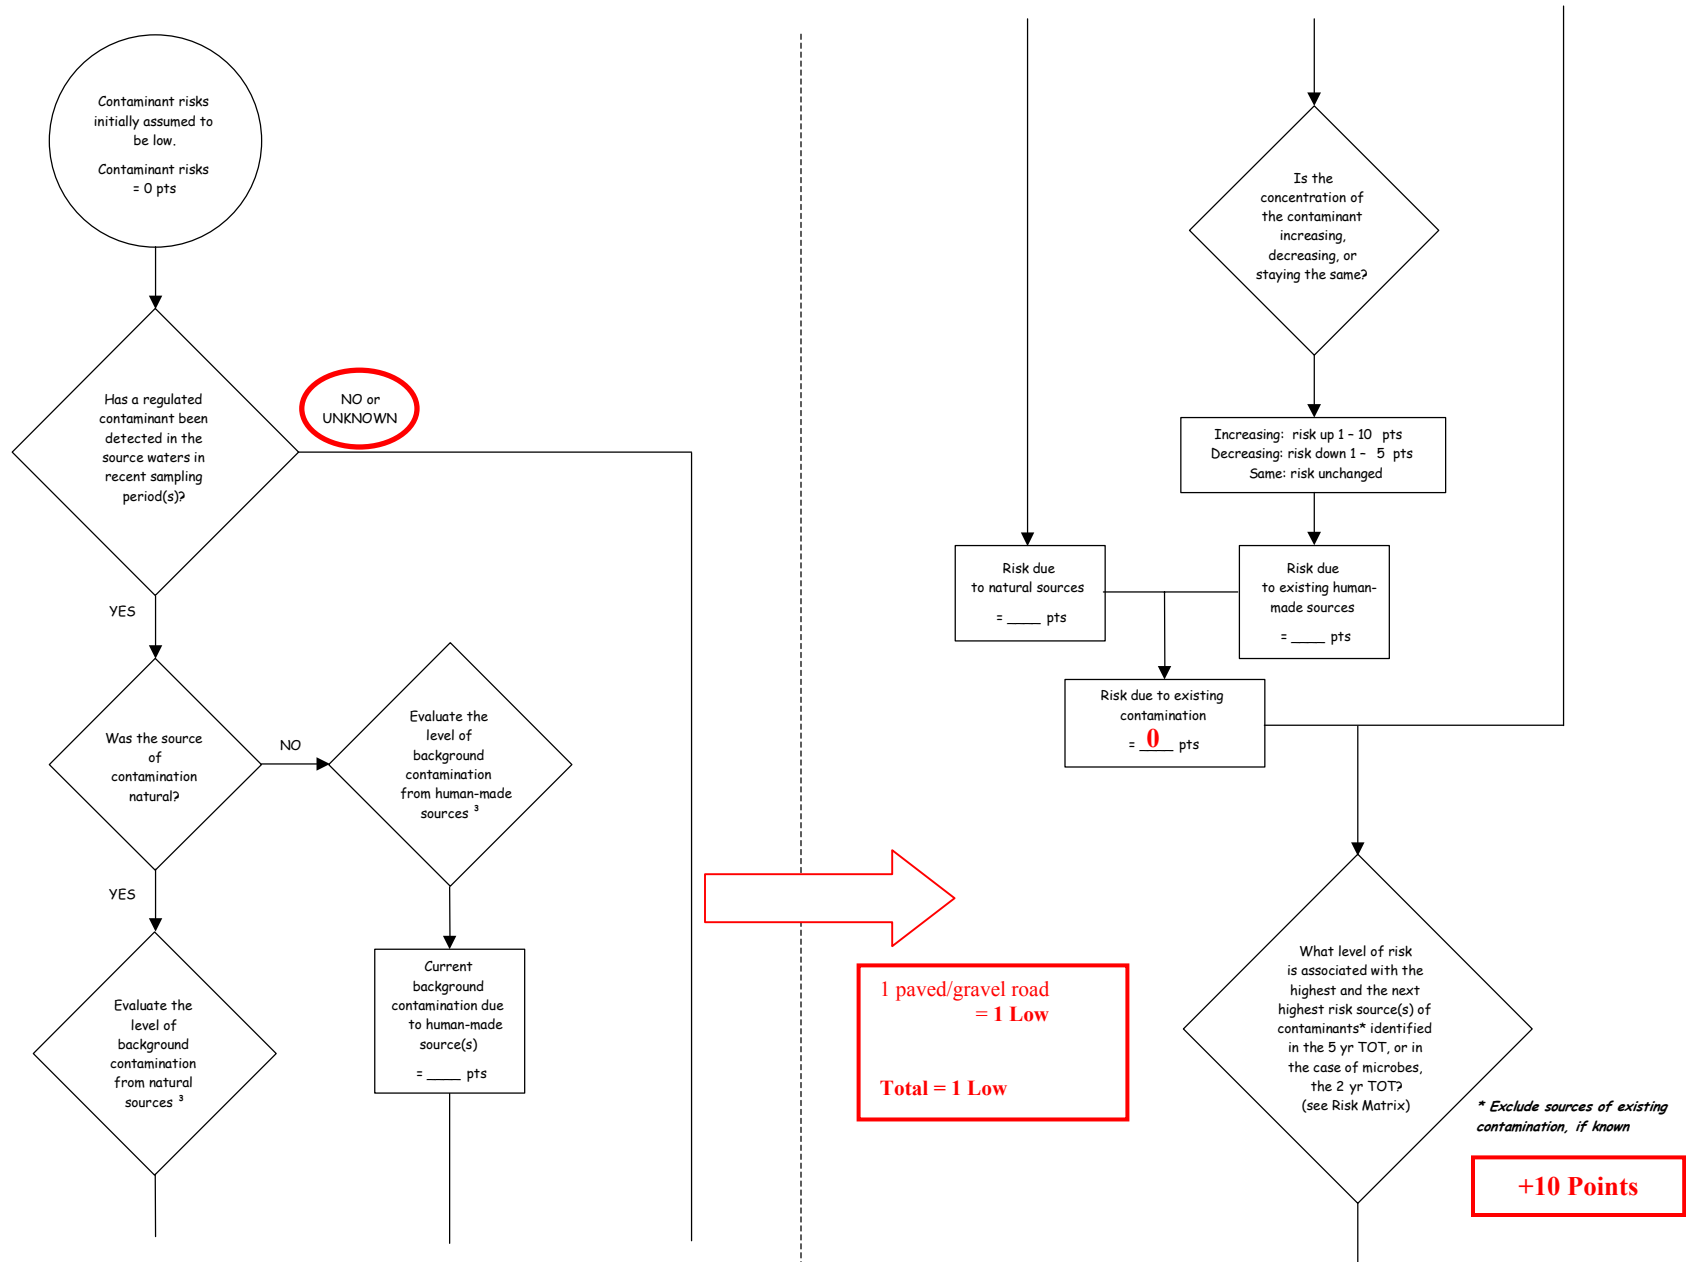 Contaminant risks
initially assumed to
be low.
Contaminant risks
= 0 pts
Has a regulated
contaminant been
detected in the
source waters in
recent sampling
period(s)?
NO or
UNKNOWN
YES
Was the source
of
contamination
natural?
NO
Evaluate the
level of
background
contamination
from human-made
sources ³
YES
Evaluate the
level of
background
contamination
from natural
sources ³
Current
background
contamination due
to human-made
source(s)
= ____ pts
Is the
concentration of
the contaminant
increasing,
decreasing, or
staying the same?
Increasing: risk up 1 – 10 pts
Decreasing: risk down 1 – 5 pts
Same: risk unchanged
Risk due
to natural sources
= ____ pts
Risk due
to existing human-
made sources
= ____ pts
Risk due to existing
contamination
= 0 pts
1 paved/gravel road
= 1 Low
Total = 1 Low
What level of risk
is associated with the
highest and the next
highest risk source(s) of
contaminants* identified
in the 5 yr TOT, or in
the case of microbes,
the 2 yr TOT?
(see Risk Matrix)
* Exclude sources of existing
contamination, if known
+10 Points